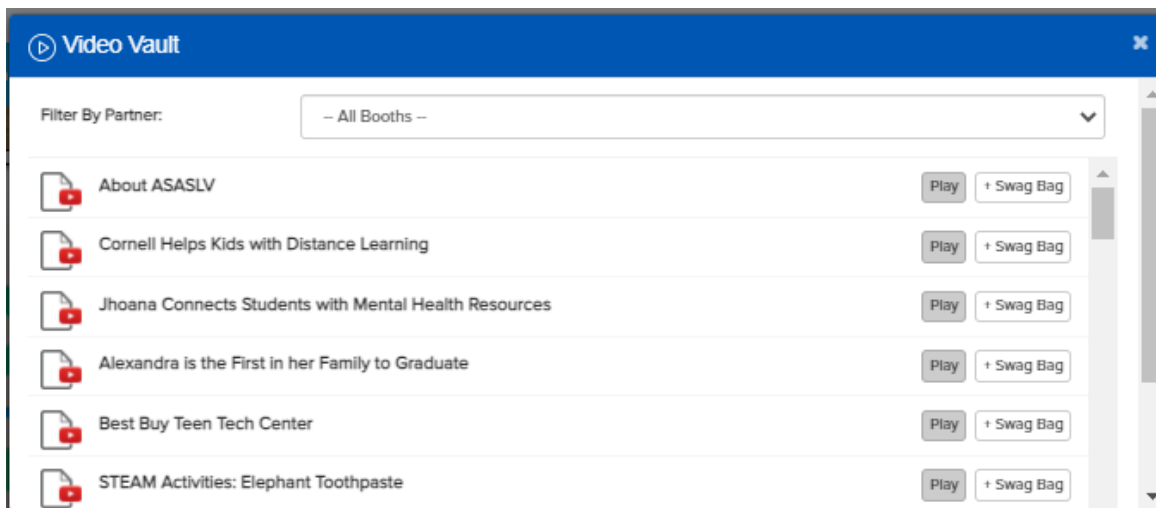 Video Vault
Filter By Partner:
-- All Booths --
About ASASLV Play + Swag Bag
Cornell Helps Kids with Distance Learning Play + Swag Bag
Jhoana Connects Students with Mental Health Resources Play + Swag Bag
Alexandra is the First in her Family to Graduate Play + Swag Bag
Best Buy Teen Tech Center Play + Swag Bag
STEAM Activities: Elephant Toothpaste Play + Swag Bag